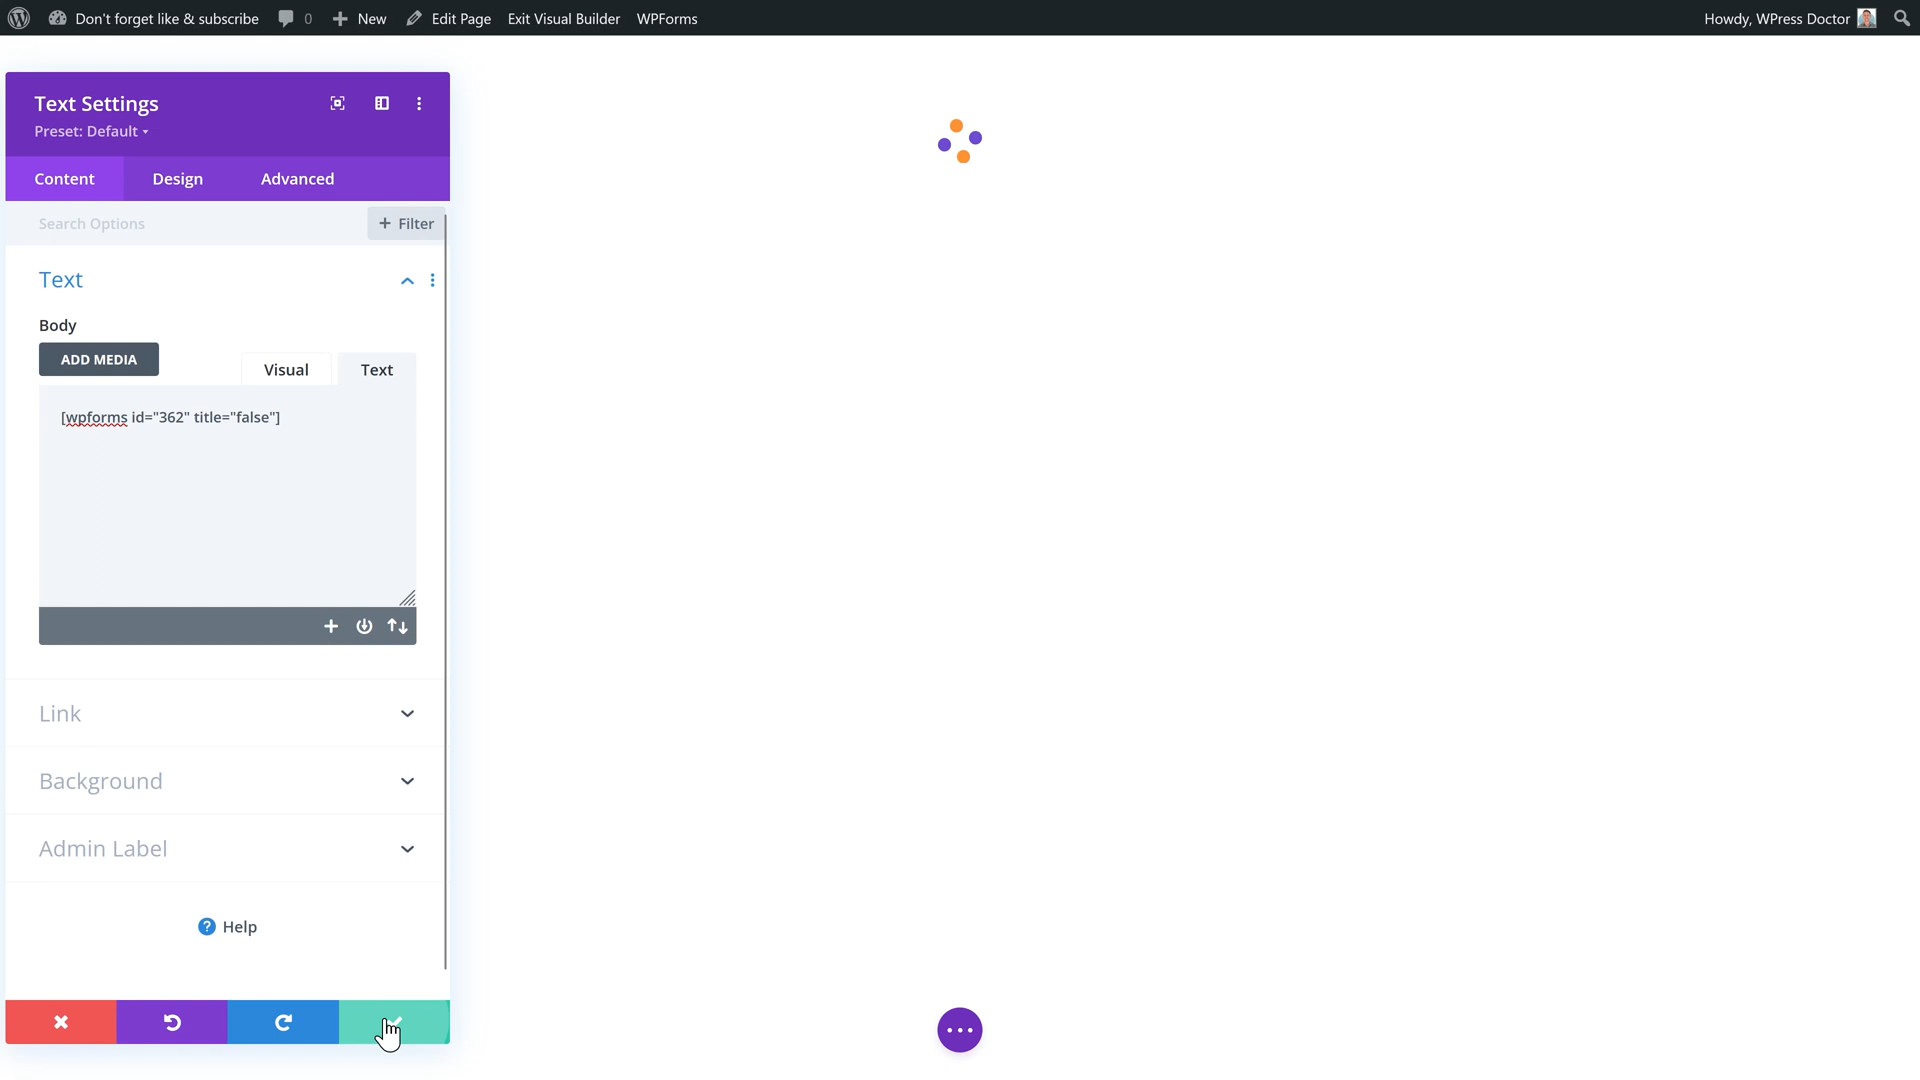 Don't forget like & subscribe 0 New Edit Page Exit Visual Builder WPForms Howdy, WPress Doctor
Text Settings
Preset: Default
Content Design Advanced
Search Options + Filter
Text
Body
ADD MEDIA Visual Text
[wpforms id="362" title="false"]
Link
Background
Admin Label
? Help